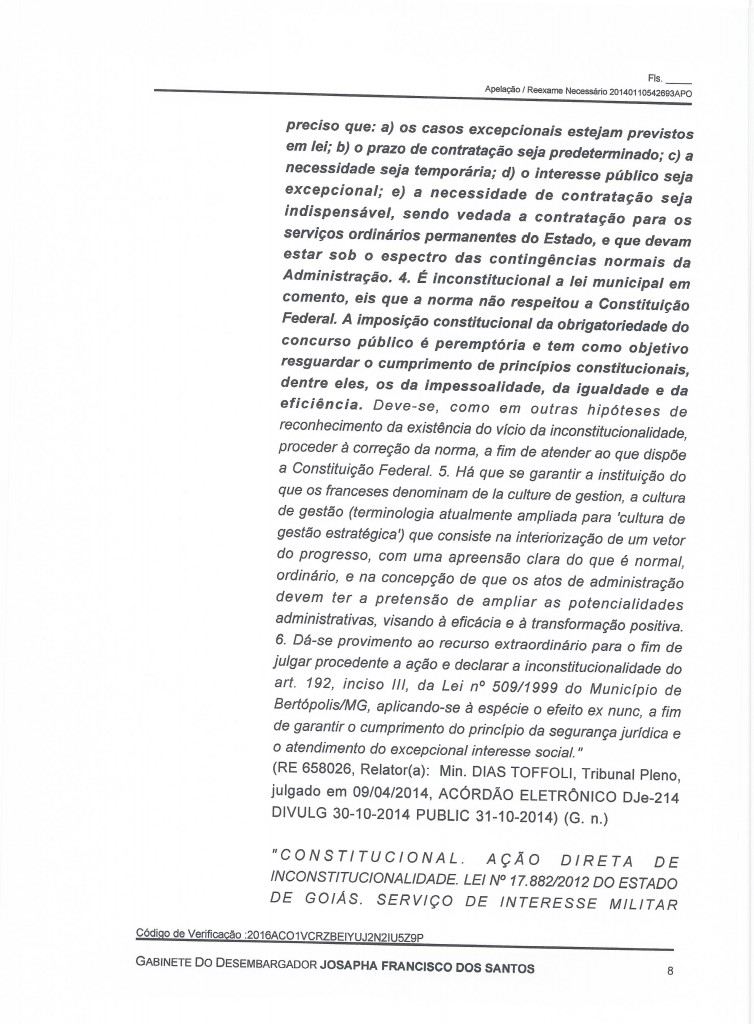 Fls. _____
Apelação / Reexame Necessário 20140110542693APO
preciso que: a) os casos excepcionais estejam previstos
em lei; b) o prazo de contratação seja predeterminado; c) a
necessidade seja temporária; d) o interesse público seja
excepcional; e) a necessidade de contratação seja
indispensável, sendo vedada a contratação para os
serviços ordinários permanentes do Estado, e que devam
estar sob o espectro das contingências normais da
Administração. 4. É inconstitucional a lei municipal em
comento, eis que a norma não respeitou a Constituição
Federal. A imposição constitucional da obrigatoriedade do
concurso público é peremptória e tem como objetivo
resguardar o cumprimento de princípios constitucionais,
dentre eles, os da impessoalidade, da igualdade e da
eficiência. Deve-se, como em outras hipóteses de
reconhecimento da existência do vício da inconstitucionalidade,
proceder à correção da norma, a fim de atender ao que dispõe
a Constituição Federal. 5. Há que se garantir a instituição do
que os franceses denominam de la culture de gestion, a cultura
de gestão (terminologia atualmente ampliada para 'cultura de
gestão estratégica') que consiste na interiorização de um vetor
do progresso, com uma apreensão clara do que é normal,
ordinário, e na concepção de que os atos de administração
devem ter a pretensão de ampliar as potencialidades
administrativas, visando à eficácia e à transformação positiva.
6. Dá-se provimento ao recurso extraordinário para o fim de
julgar procedente a ação e declarar a inconstitucionalidade do
art. 192, inciso III, da Lei nº 509/1999 do Município de
Bertópolis/MG, aplicando-se à espécie o efeito ex nunc, a fim
de garantir o cumprimento do princípio da segurança jurídica e
o atendimento do excepcional interesse social."
(RE 658026, Relator(a): Min. DIAS TOFFOLI, Tribunal Pleno,
julgado em 09/04/2014, ACÓRDÃO ELETRÔNICO DJe-214
DIVULG 30-10-2014 PUBLIC 31-10-2014) (G. n.)
"CONSTITUCIONAL. AÇÃO DIRETA DE
INCONSTITUCIONALIDADE. LEI Nº 17.882/2012 DO ESTADO
DE GOIÁS. SERVIÇO DE INTERESSE MILITAR
Código de Verificação :2016ACO1VCRZBEIYUJ2N2IU5Z9P
GABINETE DO DESEMBARGADOR JOSAPHA FRANCISCO DOS SANTOS
8